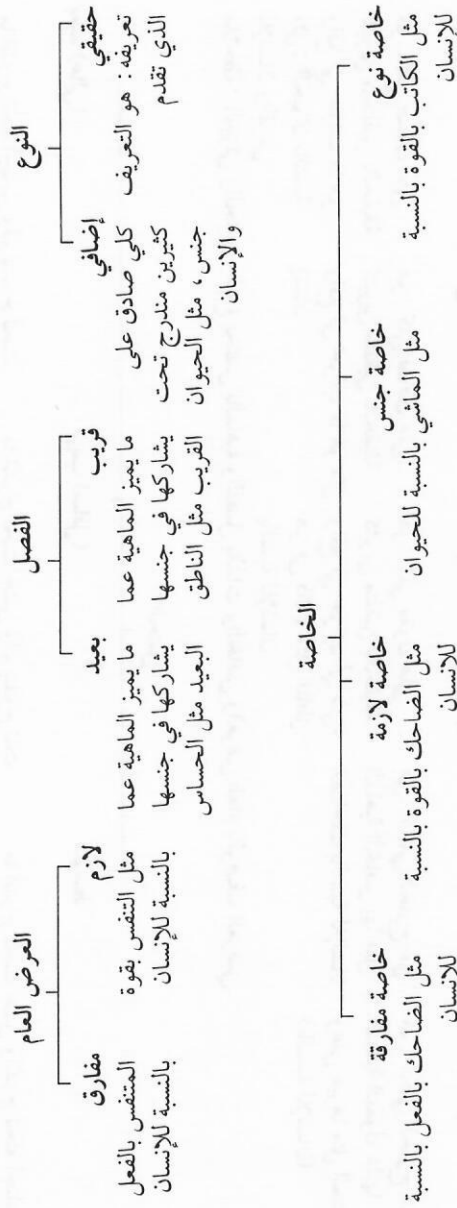 النوع
حقيقي
تعريفه : هو التعريف
الذي تقدم
إضافي
كلي صادق على
كثيرين مندرج تحت
جنس، مثل الحيوان
والإنسان
الفصل
قريب
ما يميز الماهية عما
يشاركها في جنسها
القريب مثل الناطق
بعيد
ما يميز الماهية عما
يشاركها في جنسها
البعيد مثل الحساس
العرض العام
لازم
مثل التنفس بقوة
بالنسبة للإنسان
مفارق
المتنفس بالفعل
بالنسبة للإنسان
الخاصة
خاصة نوع
مثل الكاتب بالقوة بالنسبة
للإنسان
خاصة جنس
مثل الماشي بالنسبة للحيوان
خاصة لازمة
مثل الضاحك بالقوة بالنسبة
للإنسان
خاصة مفارقة
مثل الضاحك بالفعل بالنسبة
للإنسان